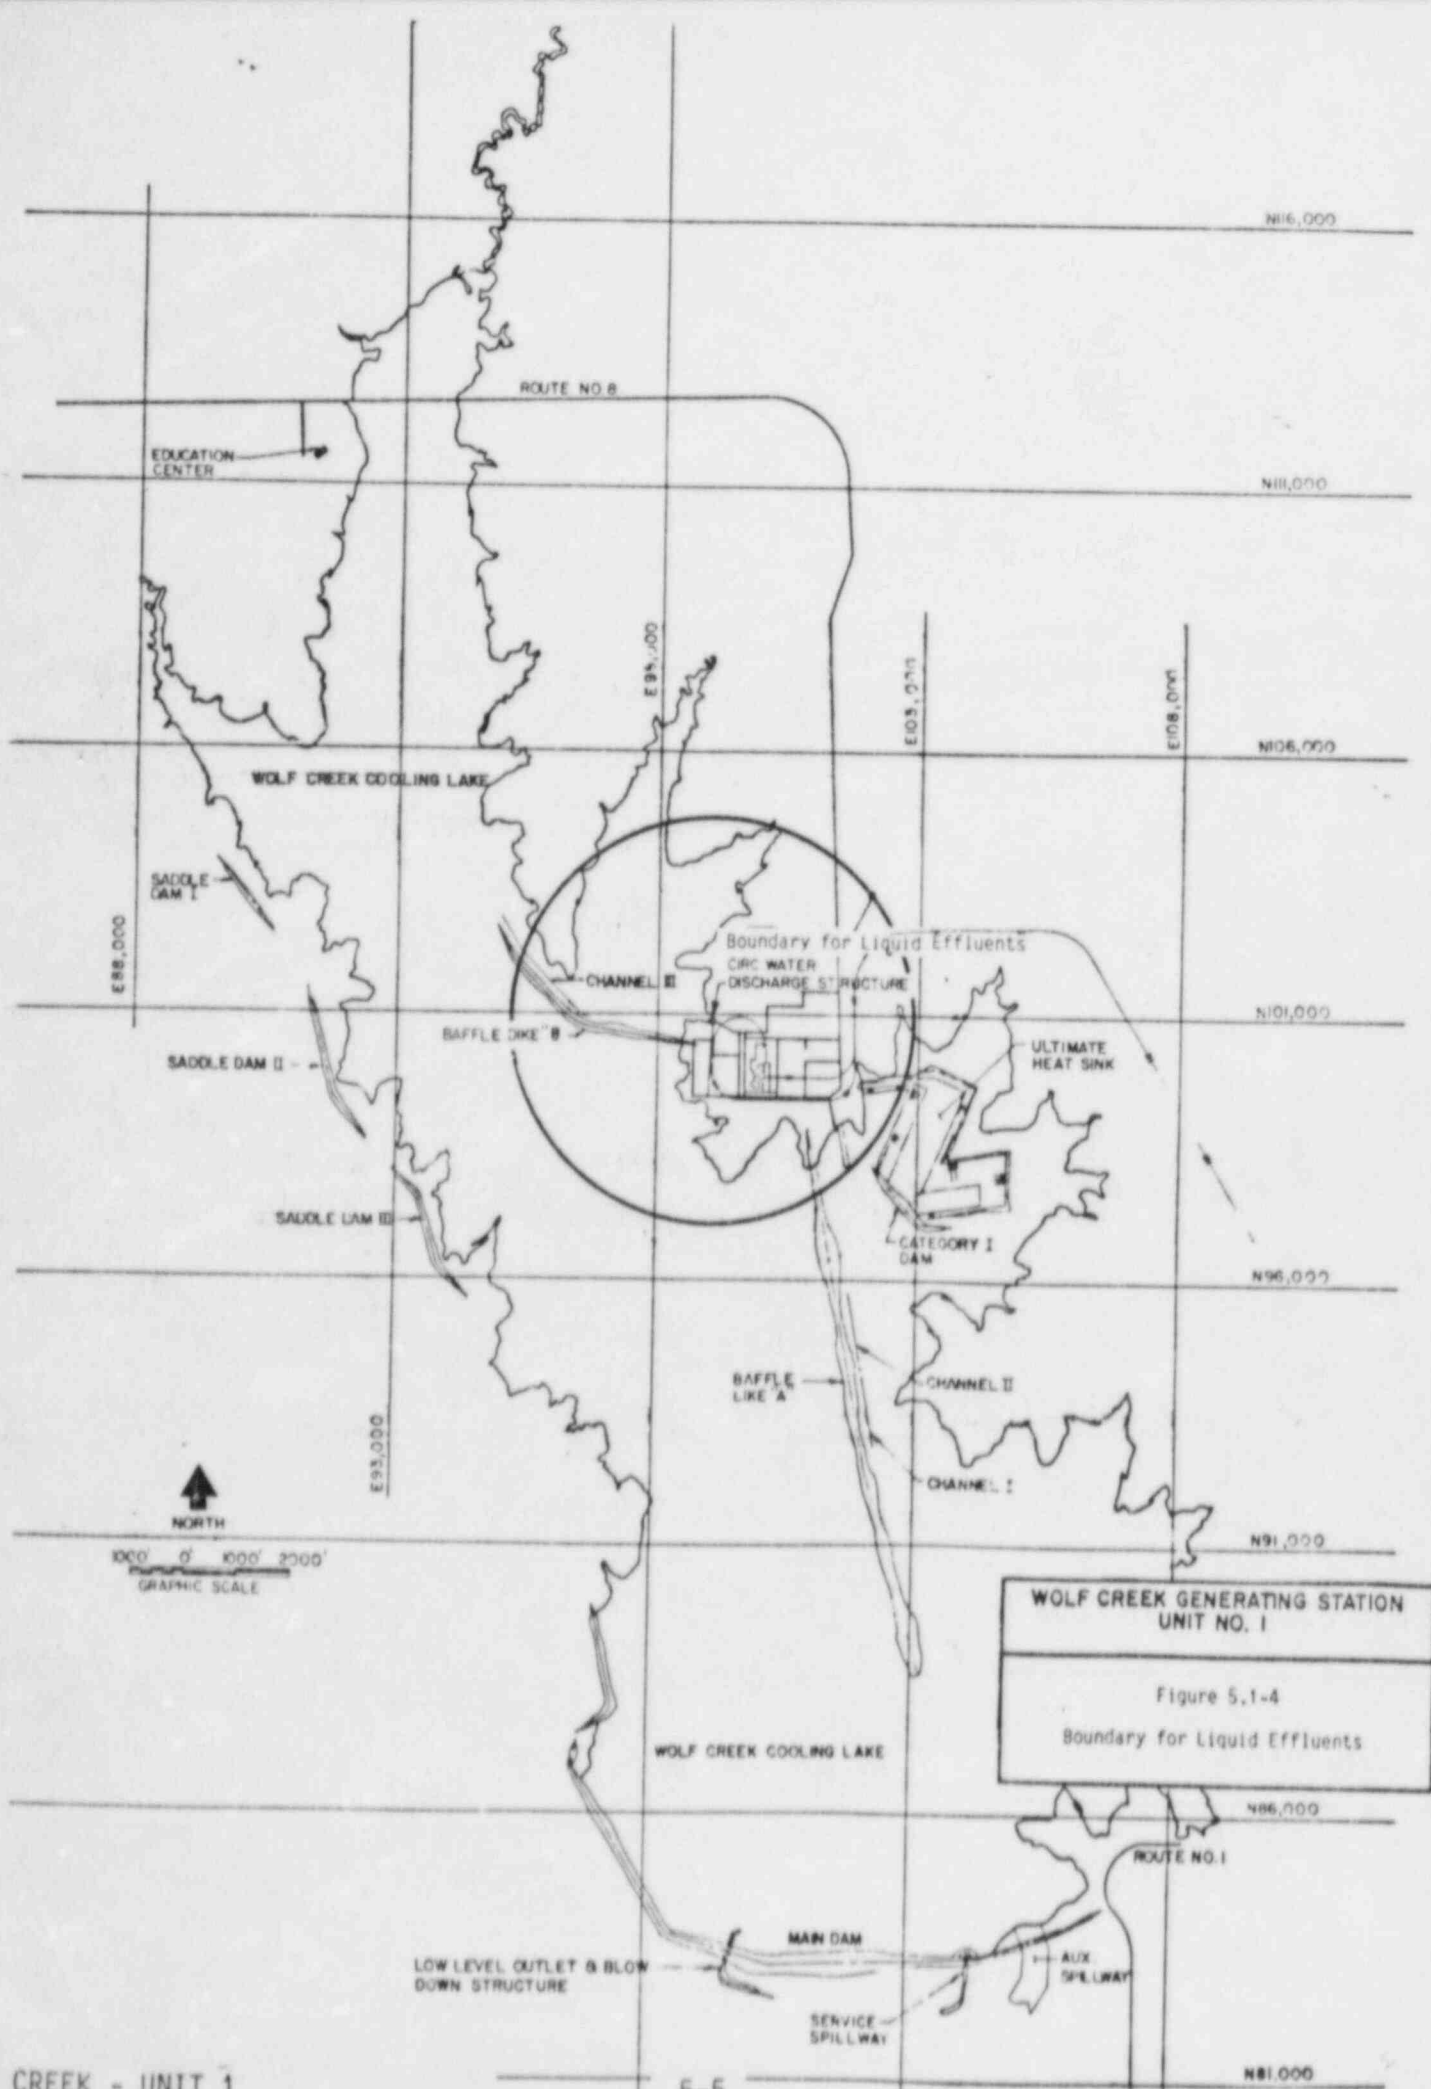 N116,000
ROUTE NO.8
EDUCATION
CENTER
N111,000
E103,000
E108,000
N106,000
WOLF CREEK COOLING LAKE
SADDLE
DAM I
E88,000
Boundary for Liquid Effluents
CIRC WATER
DISCHARGE STRUCTURE
CHANNEL III
N101,000
BAFFLE DIKE "B
ULTIMATE
HEAT SINK
SADDLE DAM II
SADDLE DAM III
CATEGORY I
DAM
N96,000
BAFFLE
LIKE "A"
CHANNEL II
E93,000
CHANNEL I
NORTH
1000' 0' 1000' 2000'
GRAPHIC SCALE
N91,000
WOLF CREEK GENERATING STATION
UNIT NO. 1
Figure 5.1-4
Boundary for Liquid Effluents
WOLF CREEK COOLING LAKE
N86,000
ROUTE NO.1
MAIN DAM
LOW LEVEL OUTLET & BLOW
DOWN STRUCTURE
AUX.
SPILLWAY
SERVICE
SPILLWAY
N81,000
CREEK - UNIT 1